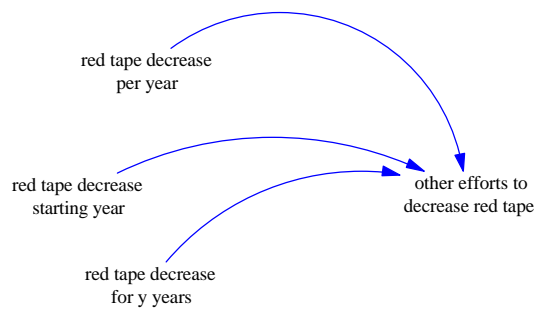 red tape decrease
per year
red tape decrease
starting year
other efforts to
decrease red tape
red tape decrease
for y years